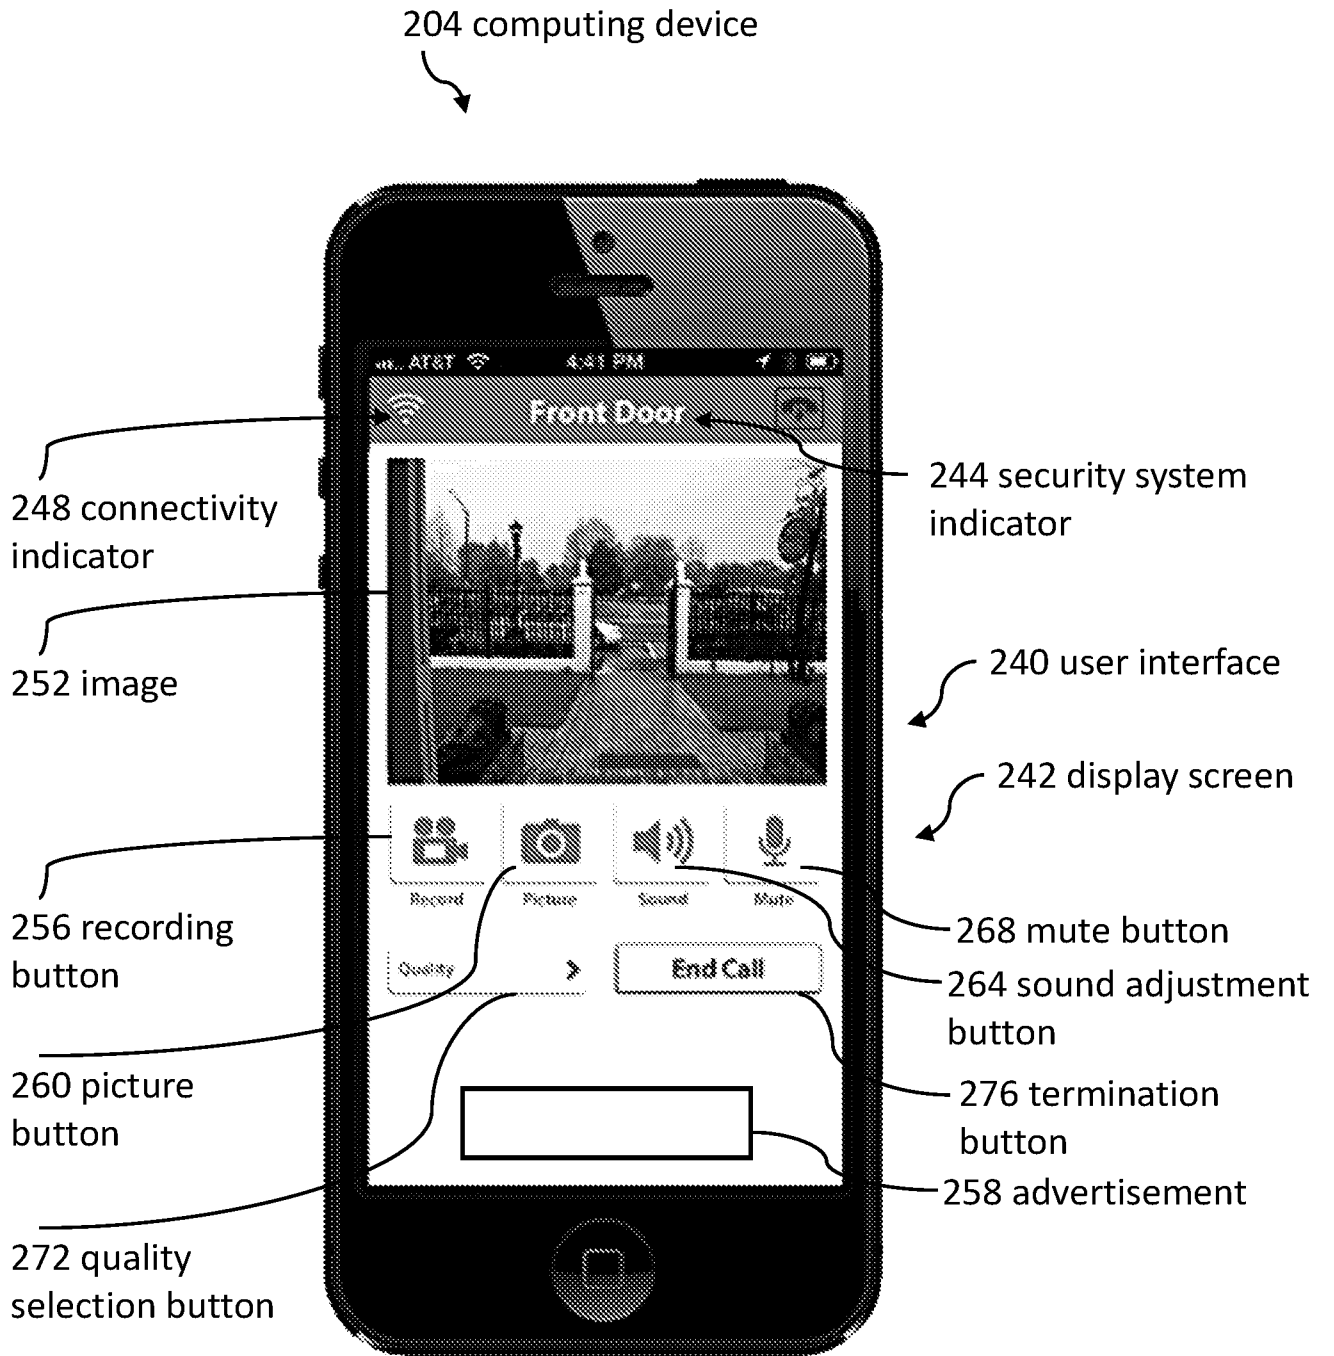 204 computing device
AT&T 4:41 PM
Front Door
248 connectivity
indicator
244 security system
indicator
252 image
240 user interface
242 display screen
Record Picture Sound Mute
256 recording
button
Quality > End Call
268 mute button
264 sound adjustment
button
260 picture
button
276 termination
button
258 advertisement
272 quality
selection button